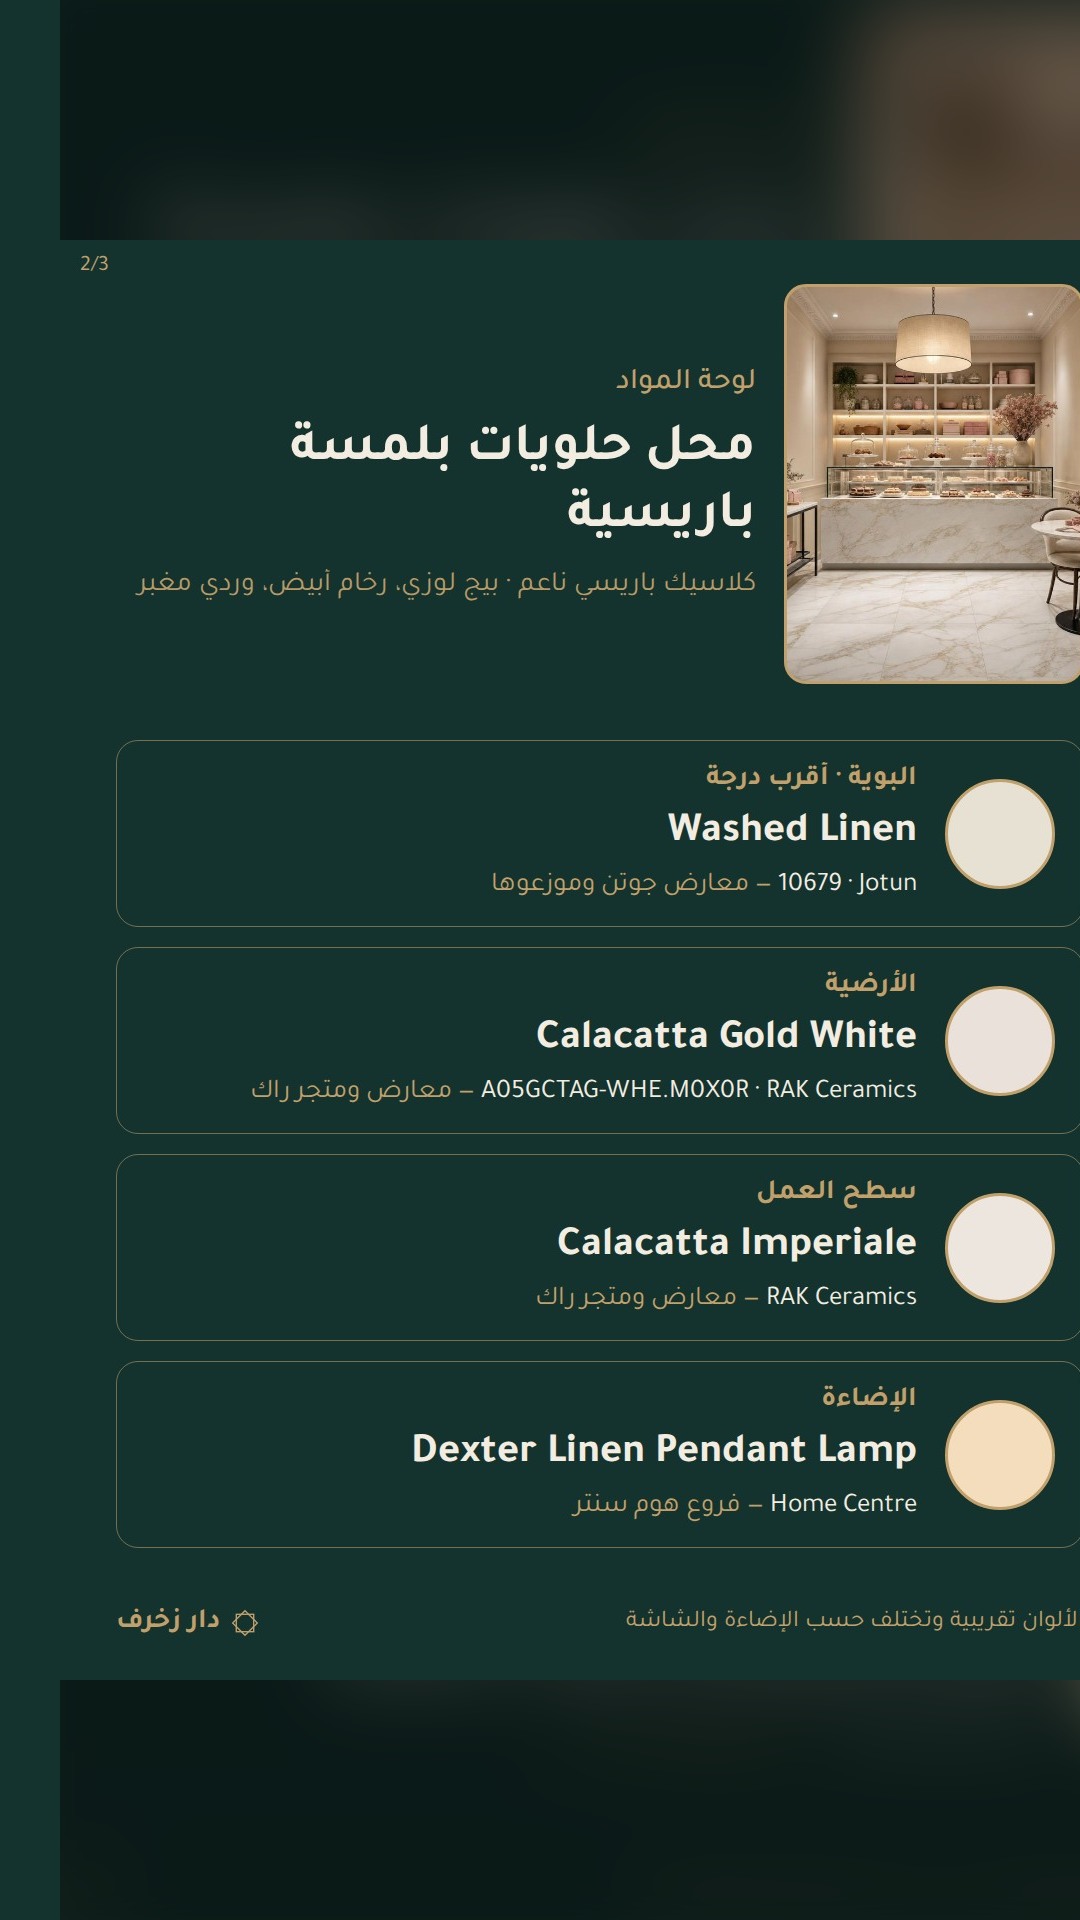 2/3
لوحة المواد
محل حلويات بلمسة
باريسية
كلاسيك باريسي ناعم · بيج لوزي، رخام أبيض، وردي مغبر
البوية · أقرب درجة
Washed Linen
Jotun · 10679 – معارض جوتن وموزعوها
الأرضية
Calacatta Gold White
RAK Ceramics · A05GCTAG-WHE.M0X0R – معارض ومتجر راك
سطح العمل
Calacatta Imperiale
RAK Ceramics – معارض ومتجر راك
الإضاءة
Dexter Linen Pendant Lamp
Home Centre – فروع هوم سنتر
لألوان تقريبية وتختلف حسب الإضاءة والشاشة
دار زخرف